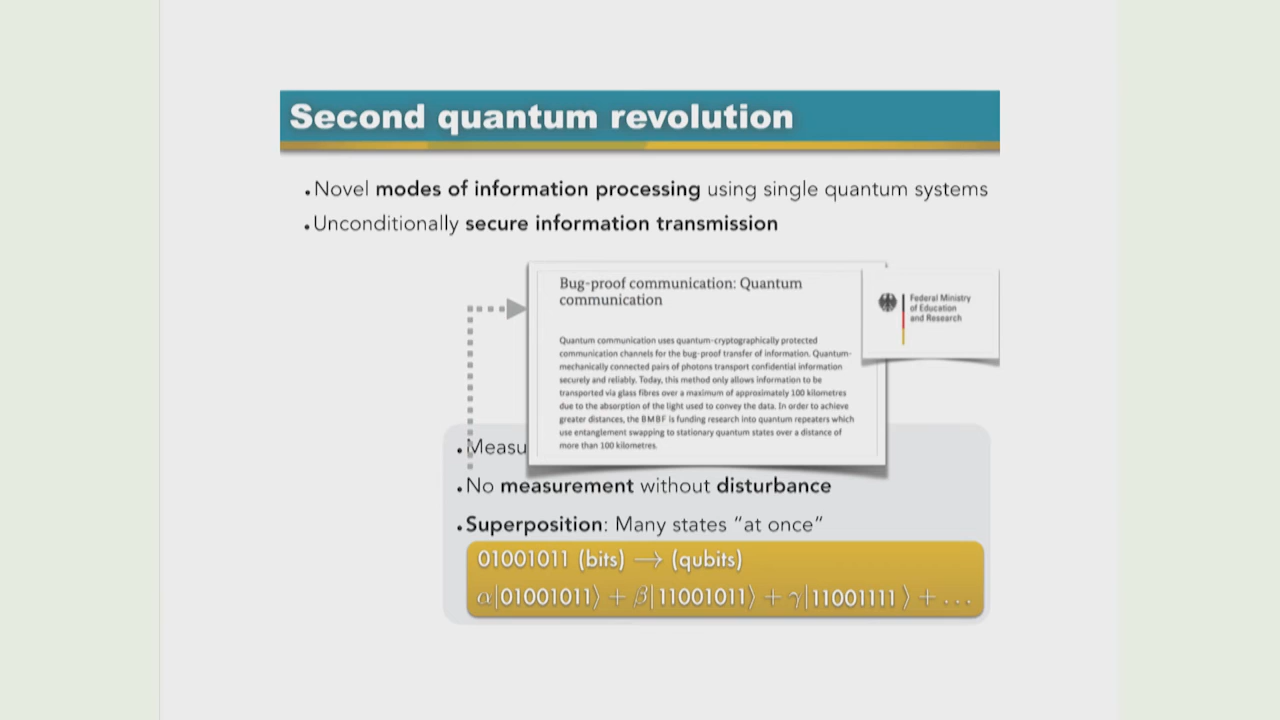 Second quantum revolution
• Novel modes of information processing using single quantum systems
• Unconditionally secure information transmission
Bug-proof communication: Quantum
communication
Federal Ministry
of Education
and Research
Quantum communication uses quantum-cryptographically protected
communication channels for the bug-proof transfer of information. Quantum-
mechanically connected pairs of photons transport confidential information
securely and reliably. Today, this method only allows information to be
transported via glass fibres over a maximum of approximately 100 kilometres
due to the absorption of the light used to convey the data. In order to achieve
greater distances, the BMBF is funding research into quantum repeaters which
use entanglement swapping to stationary quantum states over a distance of
more than 100 kilometres.
• Measu
• No measurement without disturbance
• Superposition: Many states "at once"
01001011 (bits) → (qubits)
α|01001011⟩ + β|11001011⟩ + γ|11001111⟩ + ...